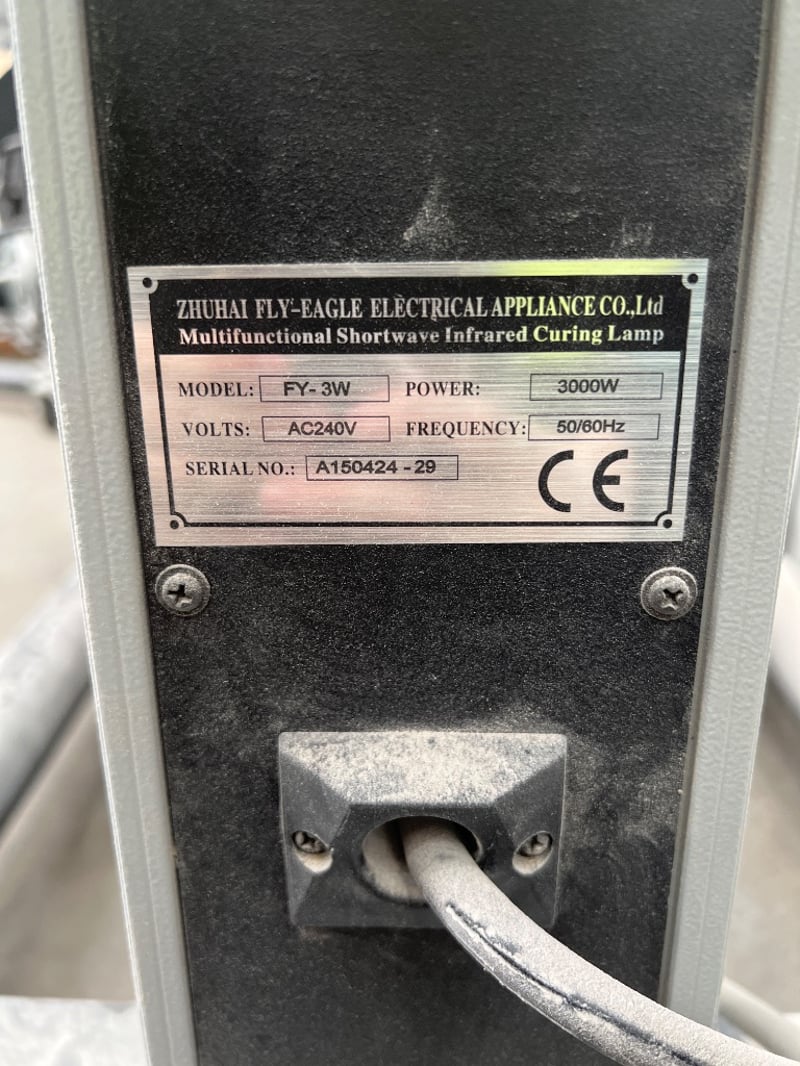 ZHUHAI FLY-EAGLE ELECTRICAL APPLIANCE CO.,Ltd
Multifunctional Shortwave Infrared Curing Lamp
MODEL: FY-3W POWER: 3000W
VOLTS: AC240V FREQUENCY: 50/60Hz
SERIAL NO.: A150424-29
CE